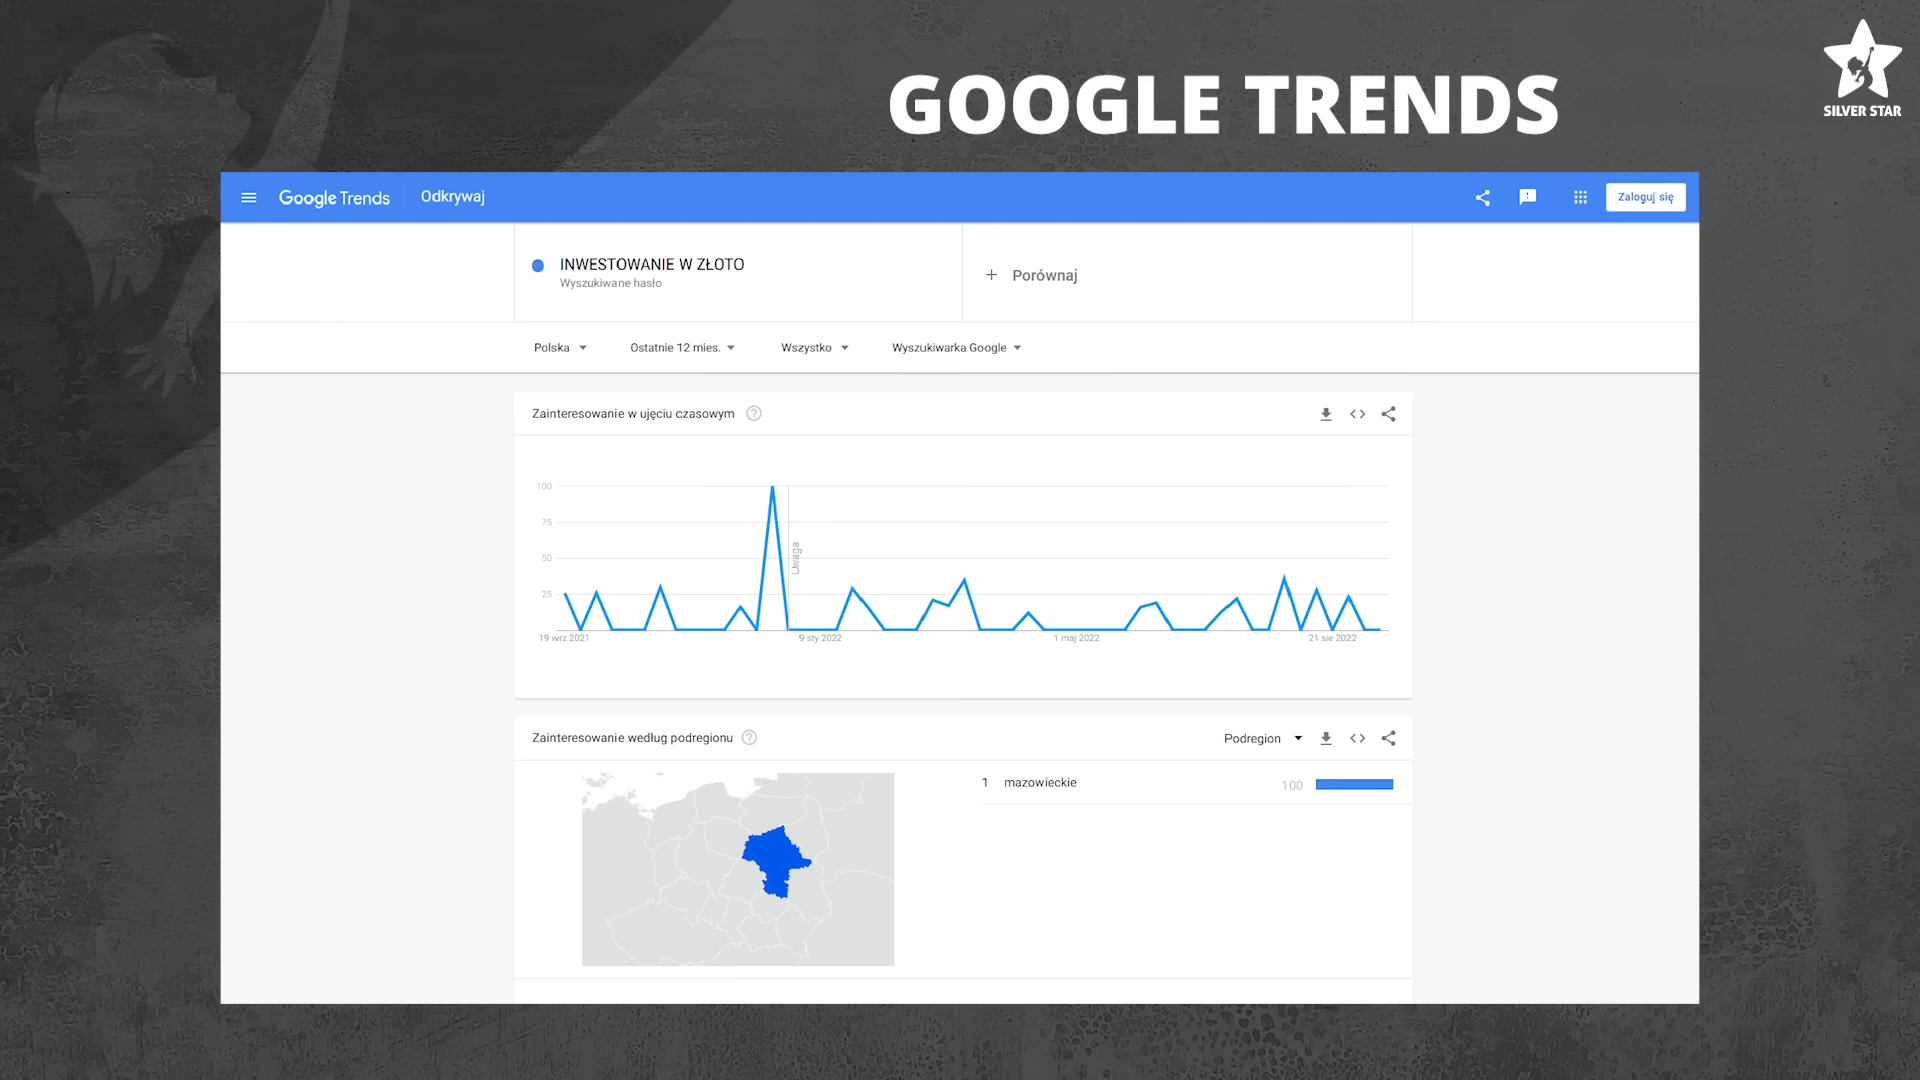 GOOGLE TRENDS
SILVER STAR
Google Trends Odkrywaj Zaloguj się
INWESTOWANIE W ZŁOTO
Wyszukiwane hasło
+ Porównaj
Polska Ostatnie 12 mies. Wszystko Wyszukiwarka Google
Zainteresowanie w ujęciu czasowym
100
75
50
25
Uwaga
19 wrz 2021 9 sty 2022 1 maj 2022 21 sie 2022
Zainteresowanie według podregionu Podregion
1 mazowieckie 100